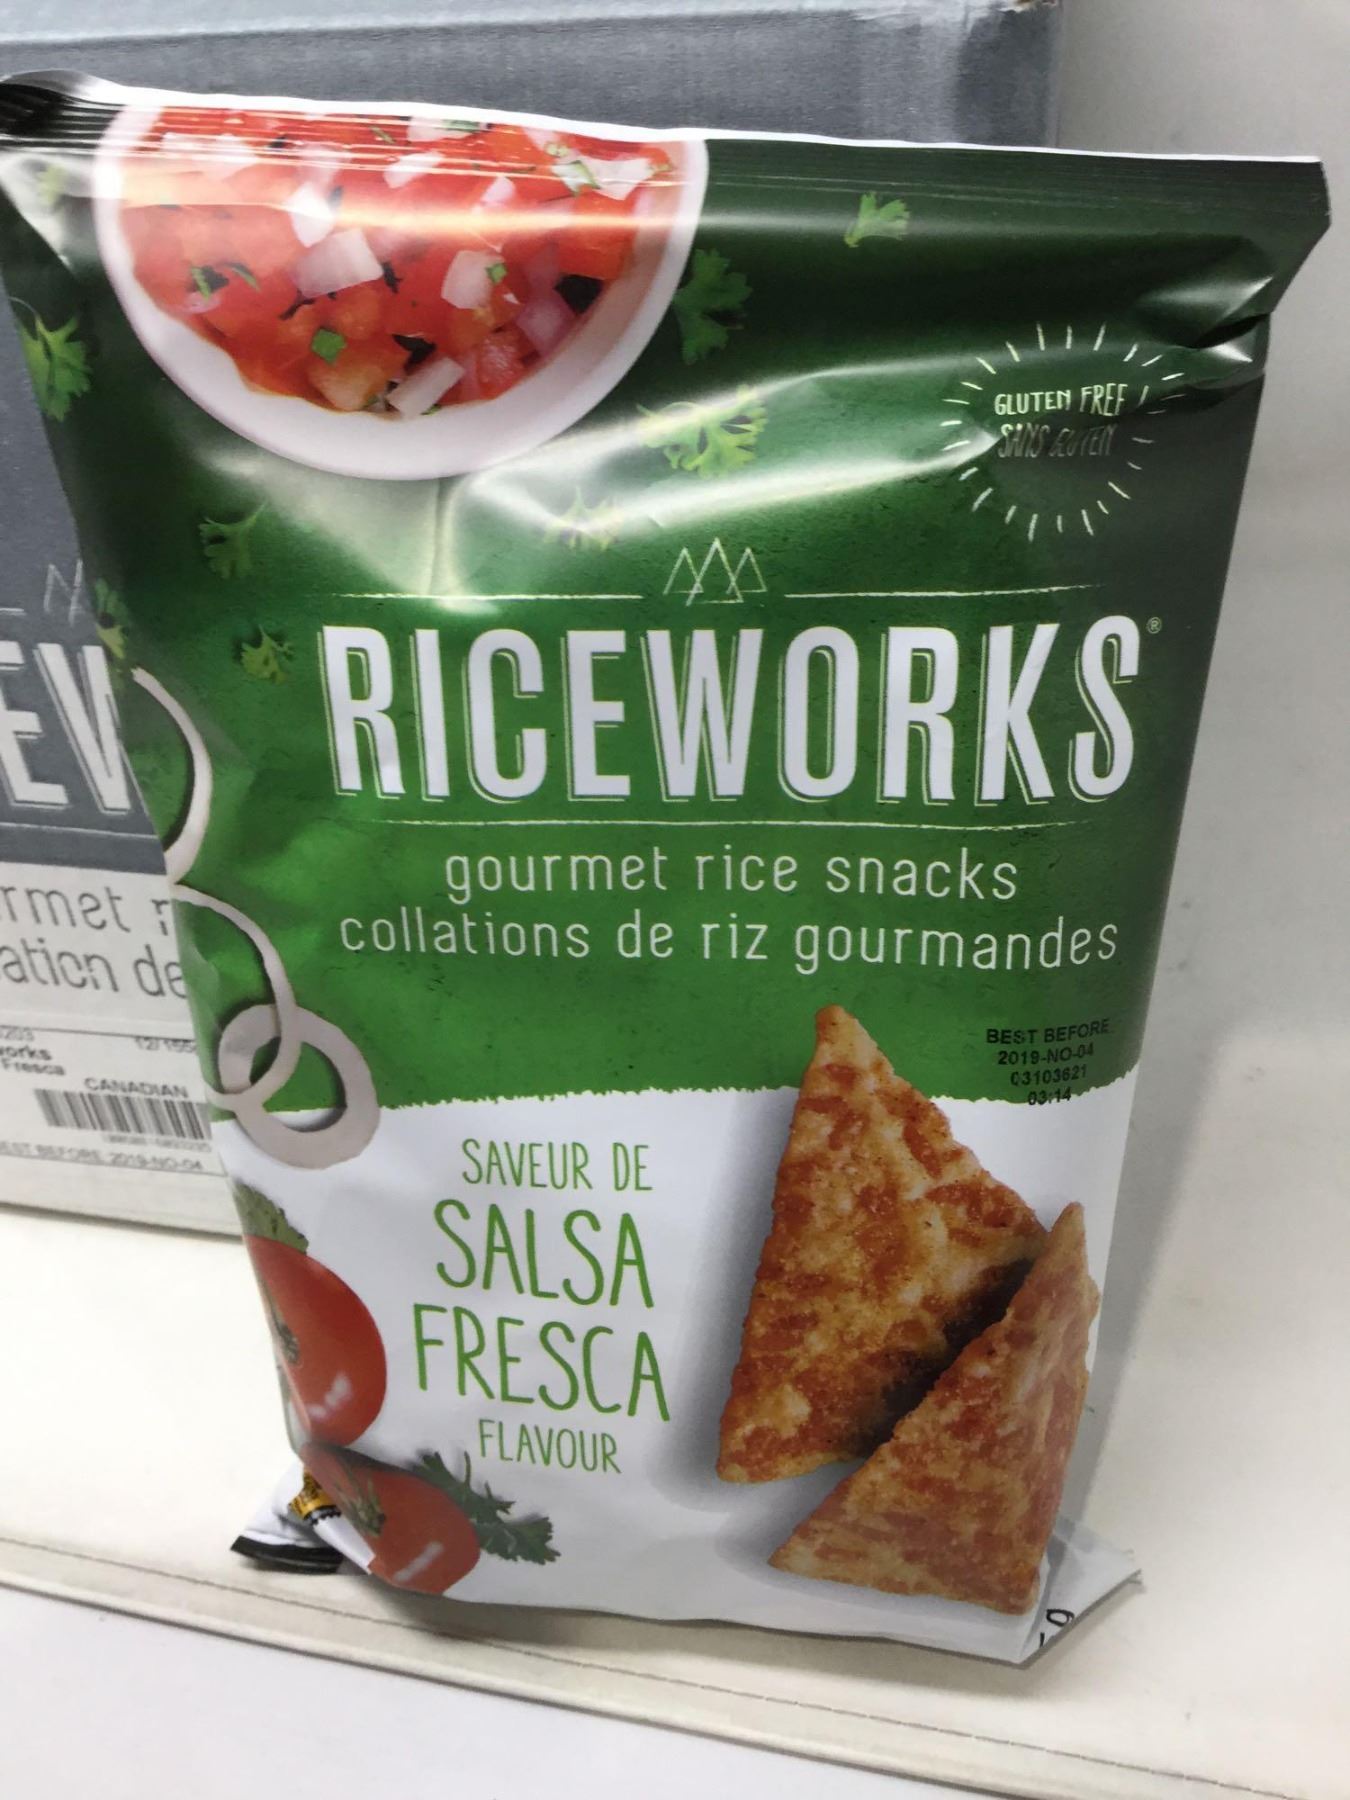 GLUTEN FREE
SANS GLUTEN
RICEWORKS®
gourmet rice snacks
collations de riz gourmandes
BEST BEFORE
2019-NO-04
03103621
03:14
SAVEUR DE
SALSA
FRESCA
FLAVOUR
g
EW
rmet r
ation de
works
Fresca
CANADIAN
EST BEFORE 2019-NO-04